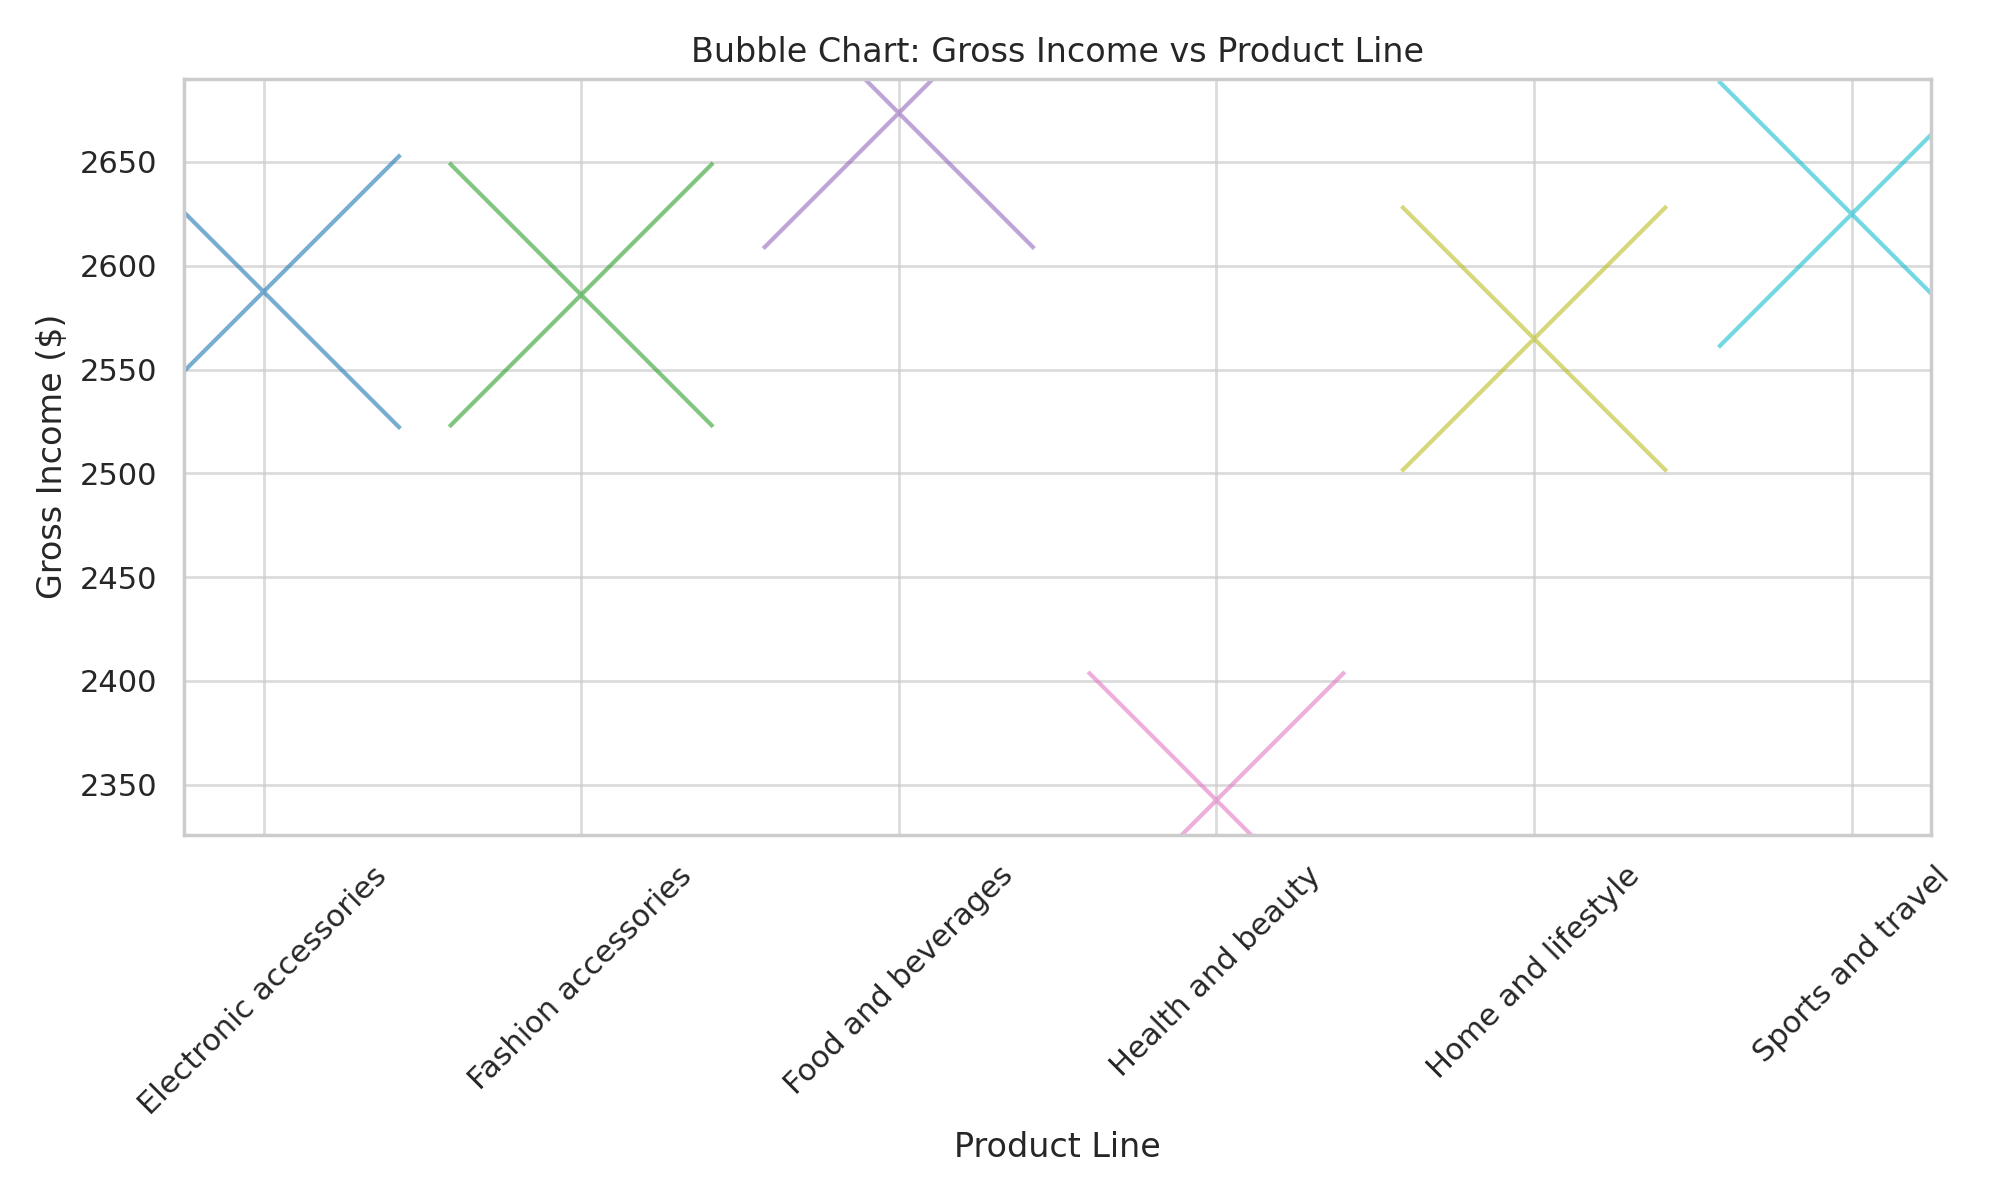 Bubble Chart: Gross Income vs Product Line
Gross Income ($)
2650
2600
2550
2500
2450
2400
2350
Electronic accessories
Fashion accessories
Food and beverages
Health and beauty
Home and lifestyle
Sports and travel
Product Line